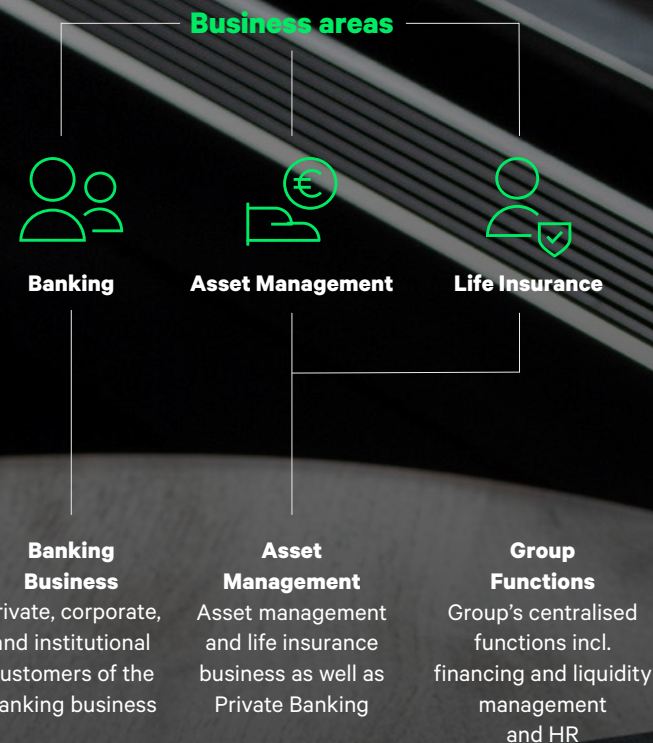 Business areas
€
Banking
Asset Management
Life Insurance
Banking
Business
rivate, corporate,
nd institutional
ustomers of the
anking business
Asset
Management
Asset management
and life insurance
business as well as
Private Banking
Group
Functions
Group’s centralised
functions incl.
financing and liquidity
management
and HR